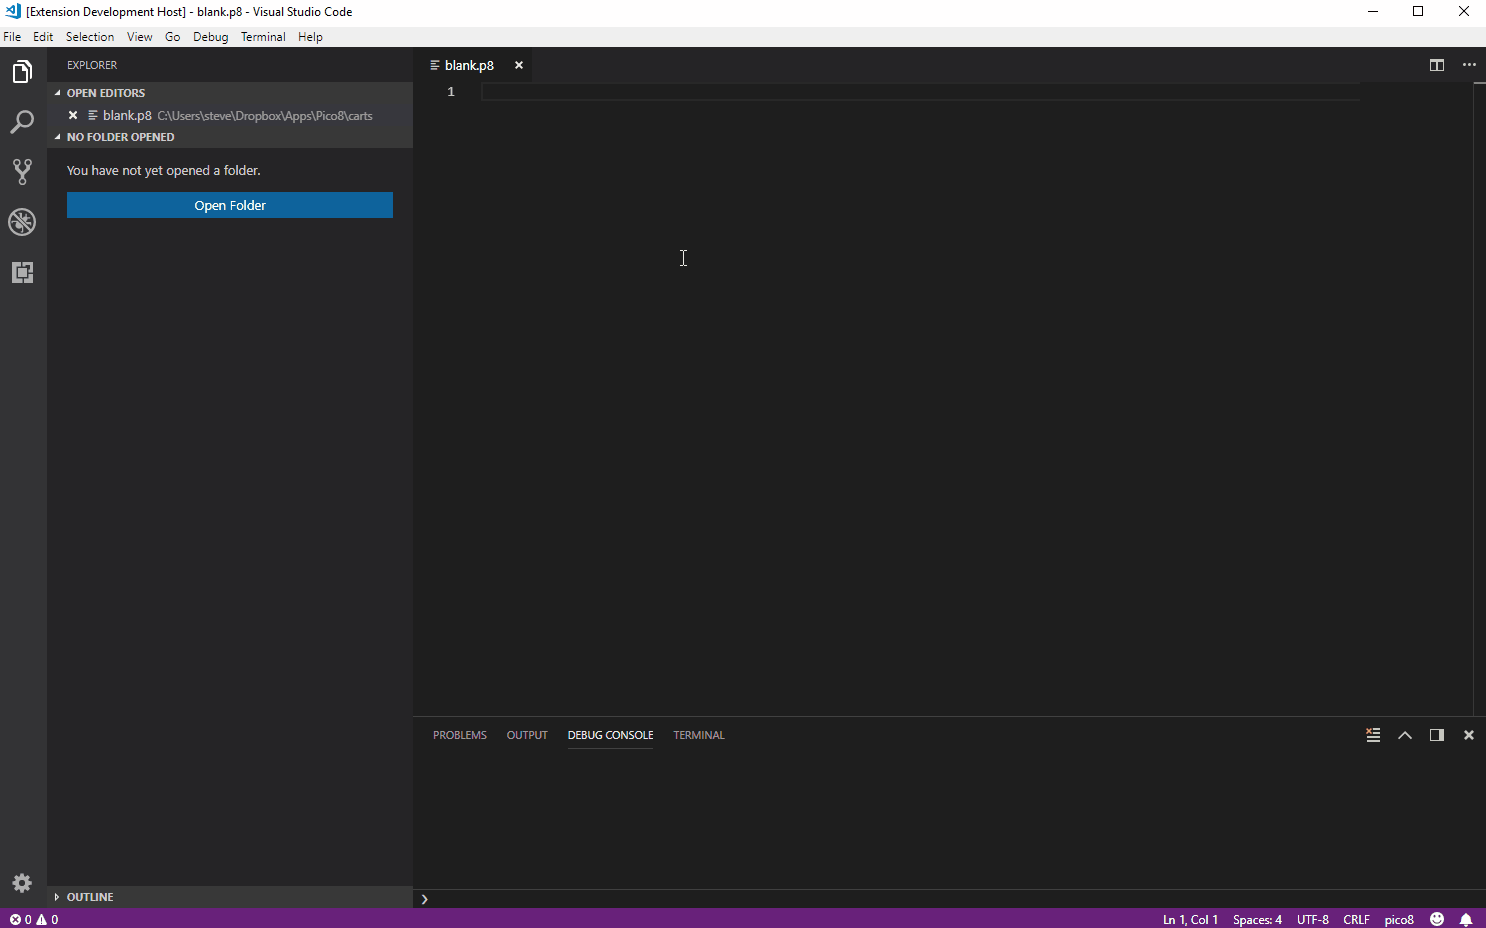 [Extension Development Host] - blank.p8 - Visual Studio Code
File Edit Selection View Go Debug Terminal Help
EXPLORER
OPEN EDITORS
blank.p8 C:\Users\steve\Dropbox\Apps\Pico8\carts
NO FOLDER OPENED
You have not yet opened a folder.
Open Folder
OUTLINE
blank.p8
1
PROBLEMS OUTPUT DEBUG CONSOLE TERMINAL
0 0 Ln 1, Col 1 Spaces: 4 UTF-8 CRLF pico8